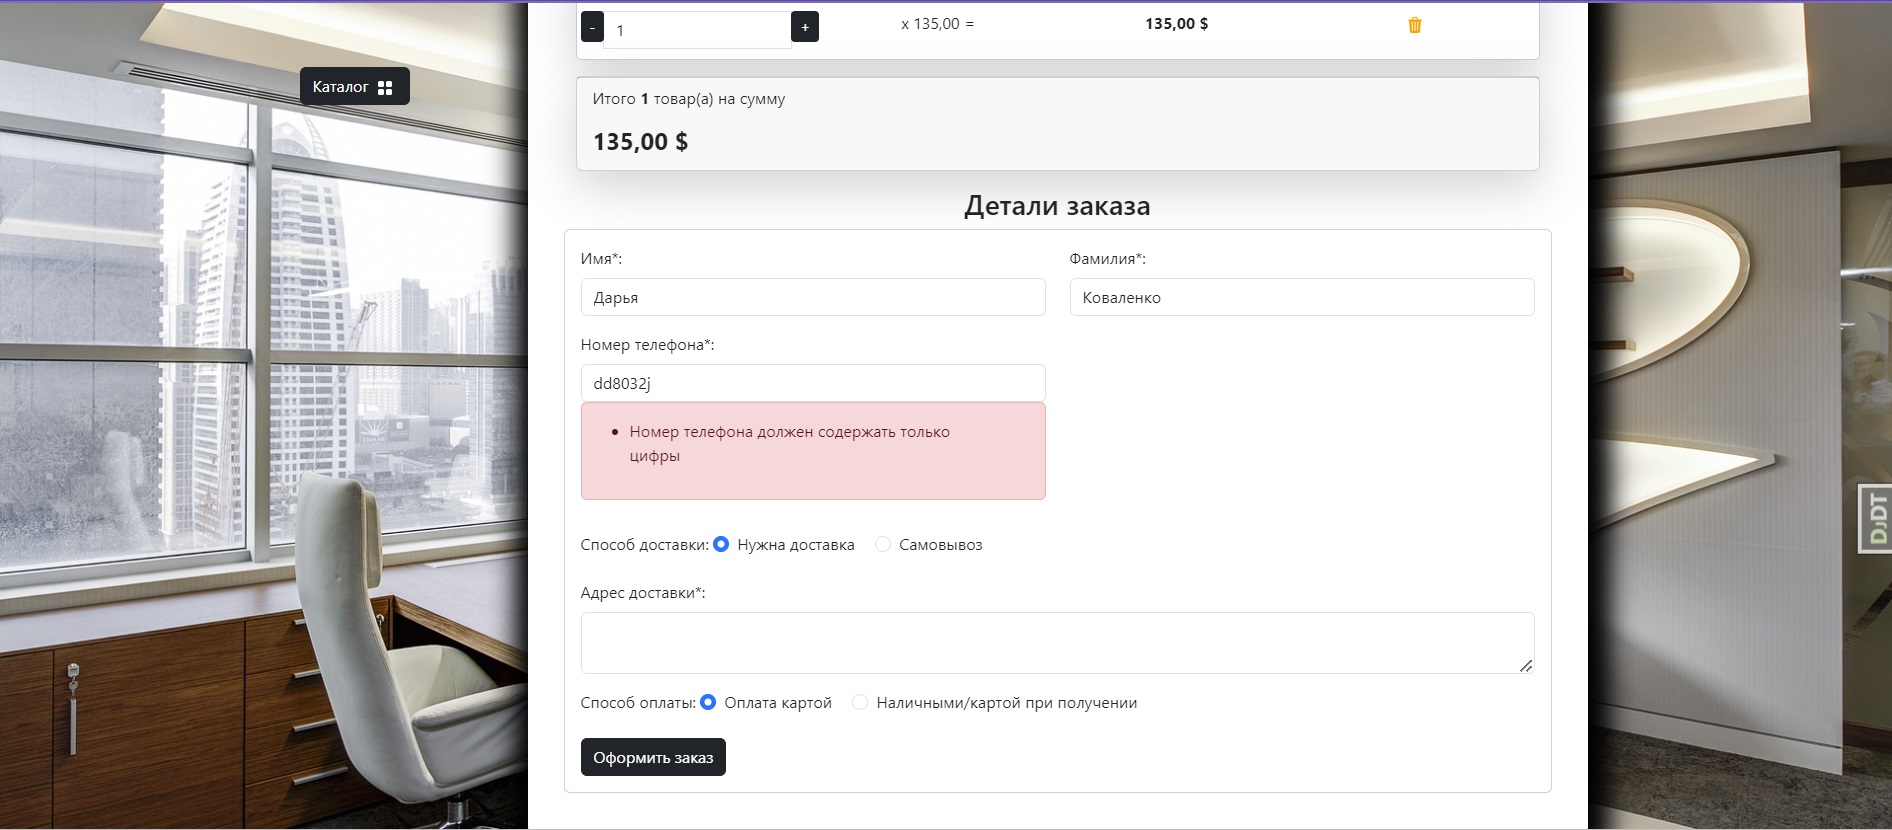 - 1 + x 135,00 = 135,00 $
Каталог
Итого 1 товар(а) на сумму
135,00 $
Детали заказа
Имя*: Фамилия*:
Дарья Коваленко
Номер телефона*:
dd8032j
Номер телефона должен содержать только
цифры
Способ доставки: Нужна доставка Самовывоз
DJDT
Адрес доставки*:
Способ оплаты: Оплата картой Наличными/картой при получении
Оформить заказ